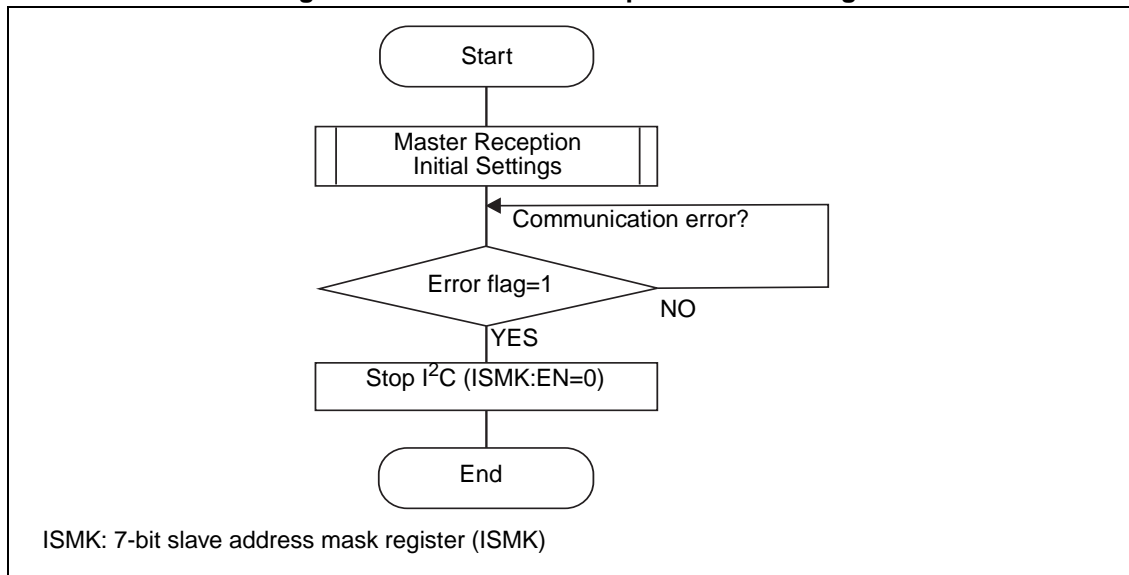 Start
Master Reception
Initial Settings
Communication error?
Error flag=1
NO
YES
Stop I²C (ISMK:EN=0)
End
ISMK: 7-bit slave address mask register (ISMK)